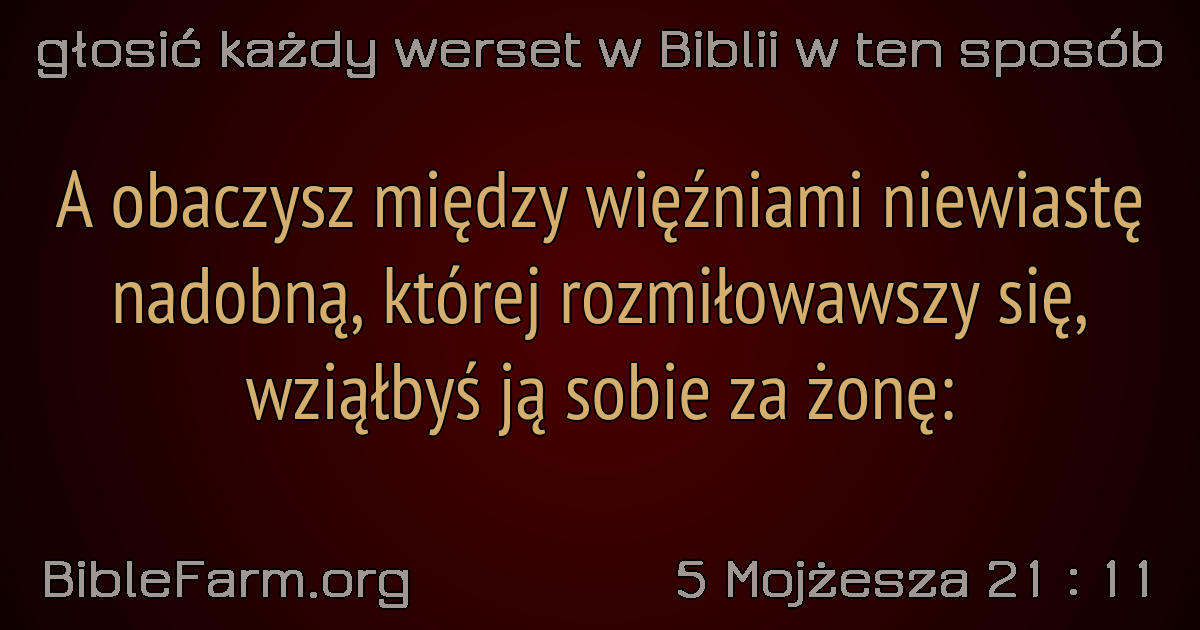 głosić każdy werset w Biblii w ten sposób
A obaczysz między więźniami niewiastę
nadobną, której rozmiłowawszy się,
wziąłbyś ją sobie za żonę:
BibleFarm.org
5 Mojżesza 21 : 11